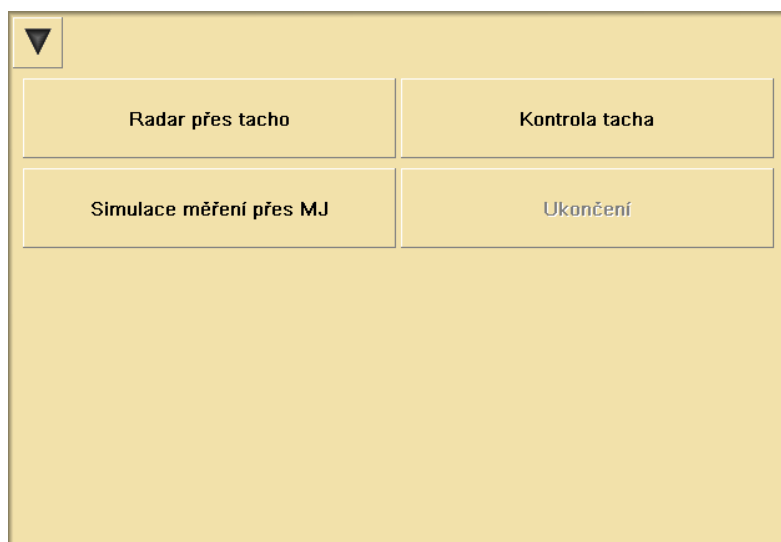 Radar přes tacho
Kontrola tacha
Simulace měření přes MJ
Ukončení